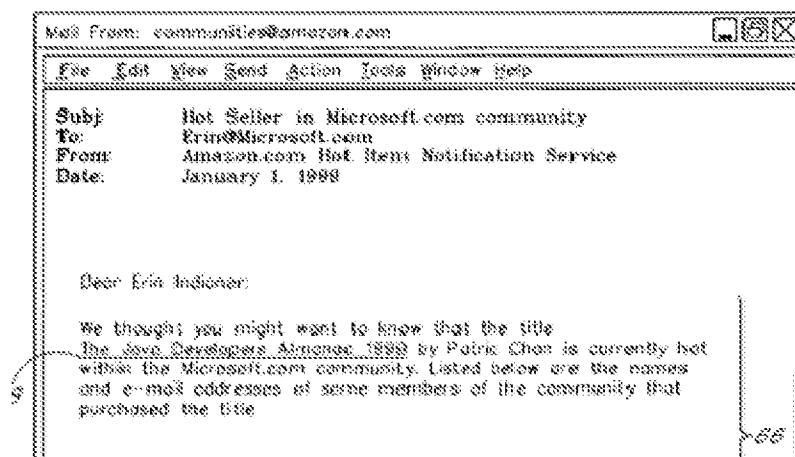 Mail From: communities@amazon.com
File Edit View Send Action Tools Window Help
Subj: Hot Seller in Microsoft.com community
To: Erin@Microsoft.com
From: Amazon.com Hot Item Notification Service
Date: January 1, 1999
Dear Erin
We thought you might want to know that the title
The Java Developers Almanac 1999 by Patric Chan is currently hot
within the Microsoft.com community. Listed below are the names
and e-mail addresses of some members of the community that
purchased the title
66